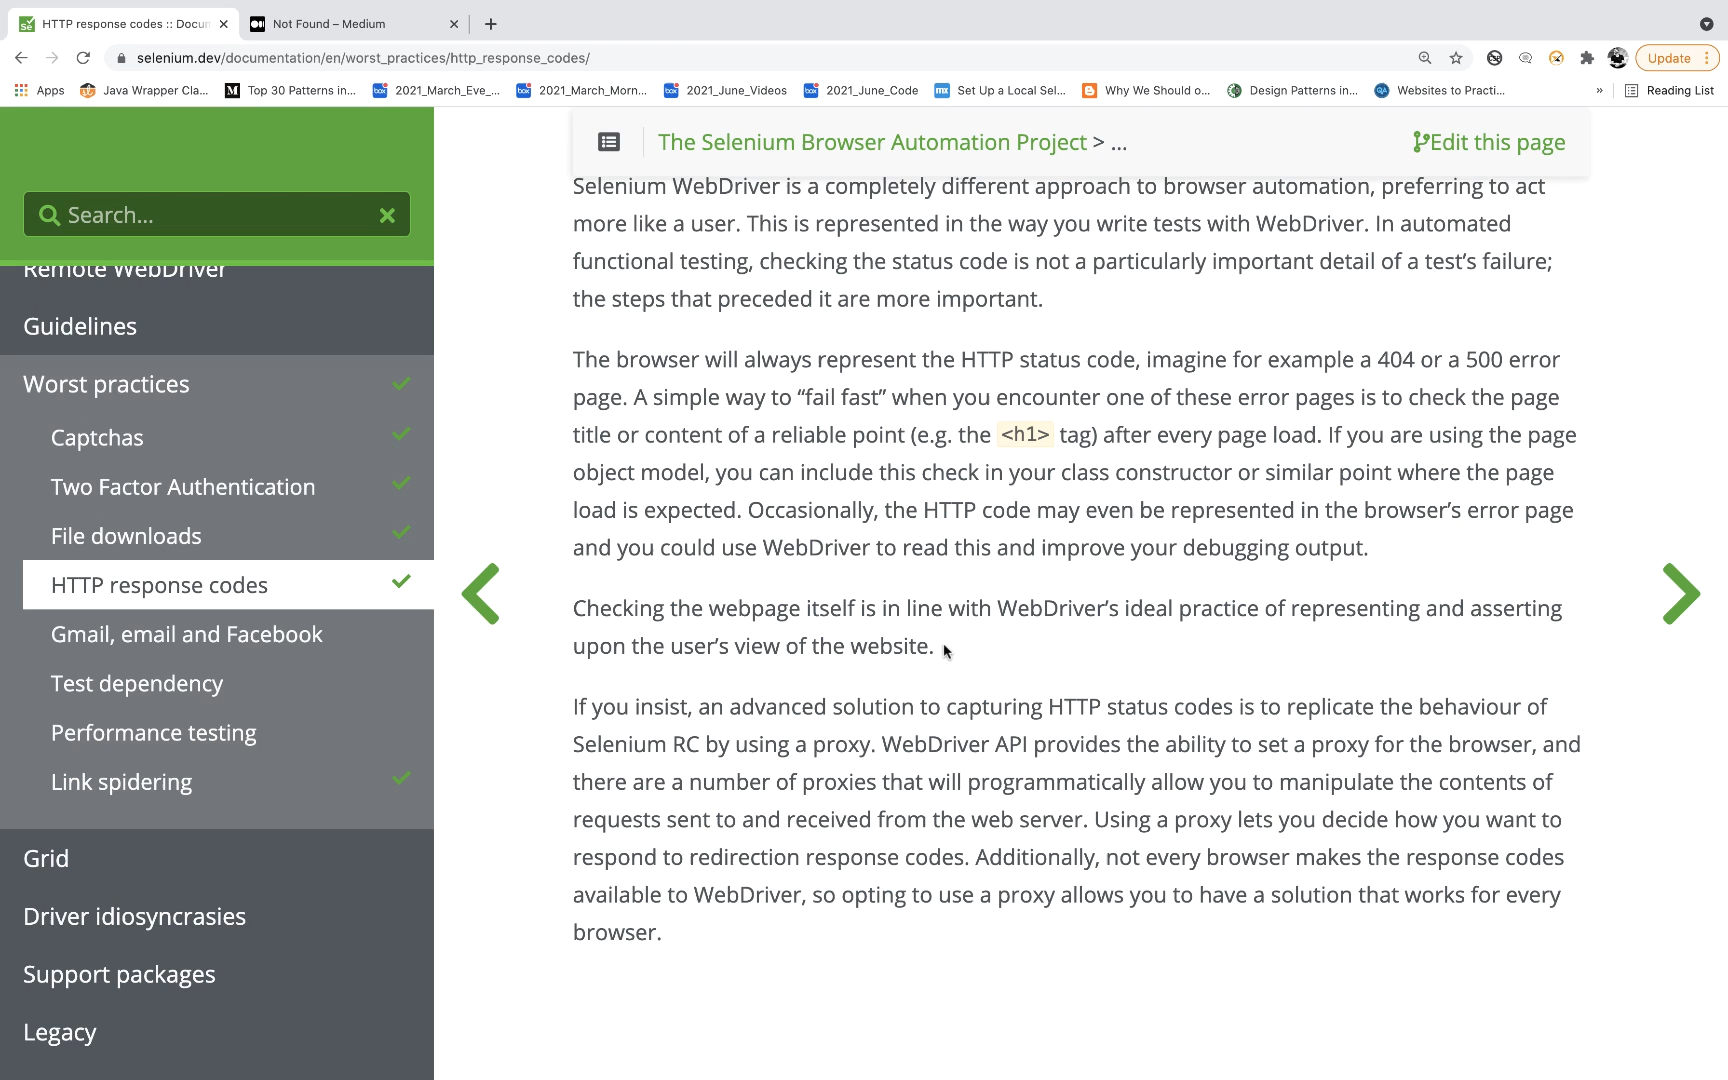 HTTP response codes :: Docun
Not Found – Medium
selenium.dev/documentation/en/worst_practices/http_response_codes/
Update
Apps
Java Wrapper Cla...
Top 30 Patterns in...
2021_March_Eve_...
2021_March_Morn...
2021_June_Videos
2021_June_Code
Set Up a Local Sel...
Why We Should o...
Design Patterns in...
Websites to Practi...
»
Reading List
Search...
Remote WebDriver
Guidelines
Worst practices
Captchas
Two Factor Authentication
File downloads
HTTP response codes
Gmail, email and Facebook
Test dependency
Performance testing
Link spidering
Grid
Driver idiosyncrasies
Support packages
Legacy
The Selenium Browser Automation Project > ...
Edit this page
Selenium WebDriver is a completely different approach to browser automation, preferring to act
more like a user. This is represented in the way you write tests with WebDriver. In automated
functional testing, checking the status code is not a particularly important detail of a test’s failure;
the steps that preceded it are more important.
The browser will always represent the HTTP status code, imagine for example a 404 or a 500 error
page. A simple way to “fail fast” when you encounter one of these error pages is to check the page
title or content of a reliable point (e.g. the <h1> tag) after every page load. If you are using the page
object model, you can include this check in your class constructor or similar point where the page
load is expected. Occasionally, the HTTP code may even be represented in the browser’s error page
and you could use WebDriver to read this and improve your debugging output.
Checking the webpage itself is in line with WebDriver’s ideal practice of representing and asserting
upon the user’s view of the website.
If you insist, an advanced solution to capturing HTTP status codes is to replicate the behaviour of
Selenium RC by using a proxy. WebDriver API provides the ability to set a proxy for the browser, and
there are a number of proxies that will programmatically allow you to manipulate the contents of
requests sent to and received from the web server. Using a proxy lets you decide how you want to
respond to redirection response codes. Additionally, not every browser makes the response codes
available to WebDriver, so opting to use a proxy allows you to have a solution that works for every
browser.